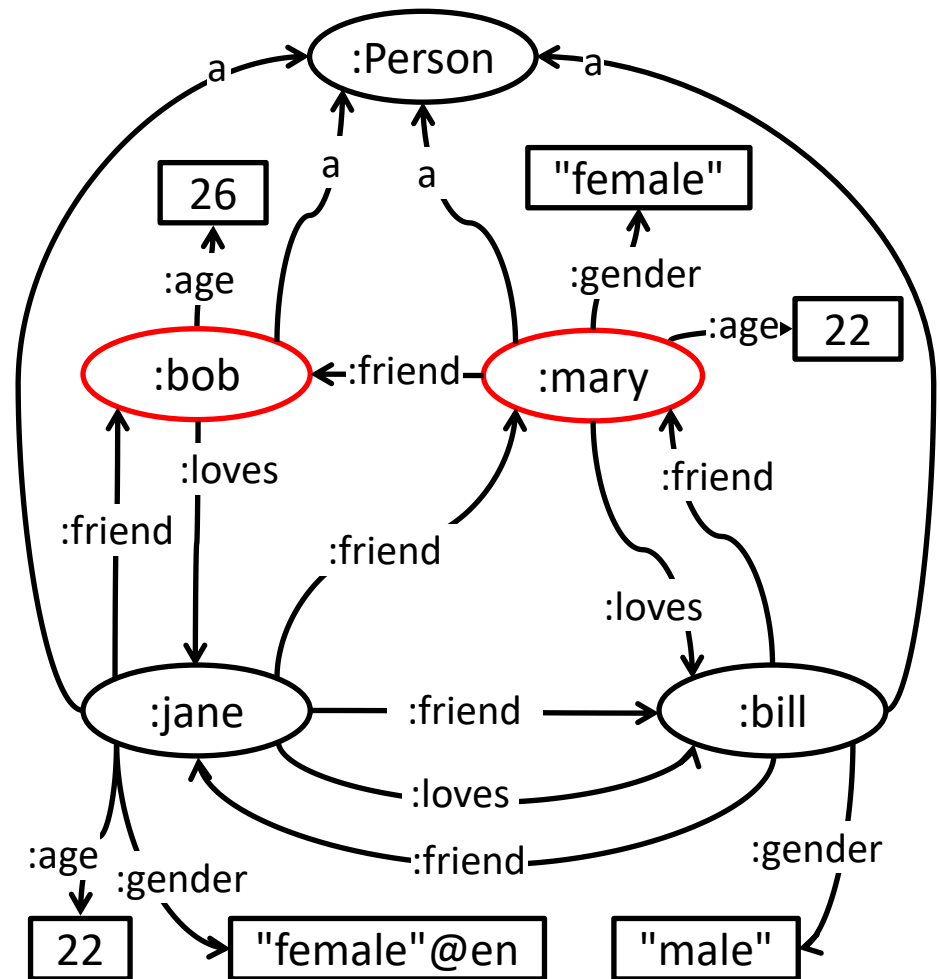 :Person
a
a
a
a
26
"female"
:age
:gender
:age
22
:bob
:friend
:mary
:loves
:friend
:friend
:friend
:loves
:jane
:friend
:bill
:loves
:friend
:age
:gender
:gender
22
"female"@en
"male"